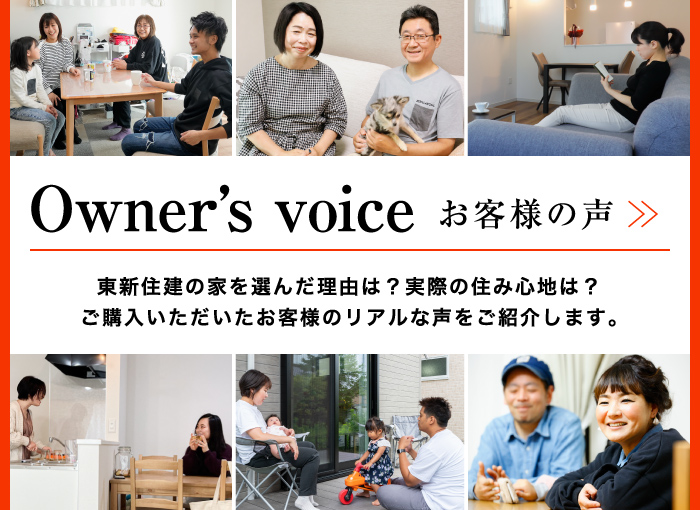 Owner's voice お客様の声
東新住建の家を選んだ理由は？実際の住み心地は？
ご購入いただいたお客様のリアルな声をご紹介します。